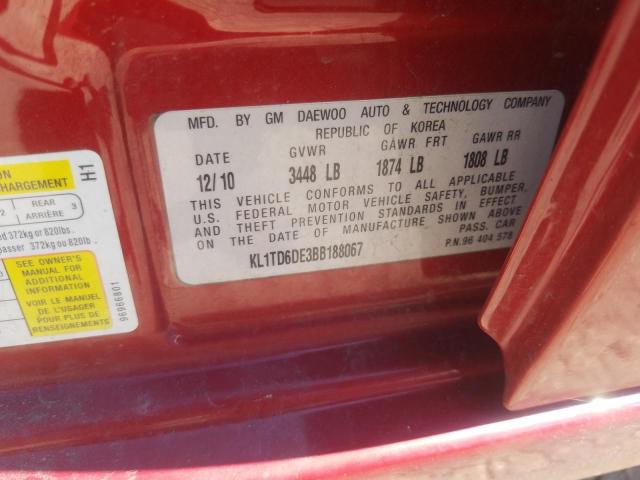 MFD. BY GM DAEWOO AUTO & TECHNOLOGY COMPANY
REPUBLIC OF KOREA
DATE GVWR GAWR FRT GAWR RR
12/10 3448 LB 1874 LB 1808 LB
THIS VEHICLE CONFORMS TO ALL APPLICABLE
U.S. FEDERAL MOTOR VEHICLE SAFETY, BUMPER,
AND THEFT PREVENTION STANDARDS IN EFFECT
ON THE DATE OF MANUFACTURE SHOWN ABOVE
PASS. CAR
KL1TD6DE3BB188067
P.N. 96 404 578
H1
REAR
ARRIÈRE 3
372kg or 820lbs.
372kg ou 820lb
SEE OWNER'S
MANUAL FOR
ADDITIONAL
INFORMATION
VOIR LE MANUEL
DE L'USAGER
POUR PLUS DE
RENSEIGNEMENTS
96966801